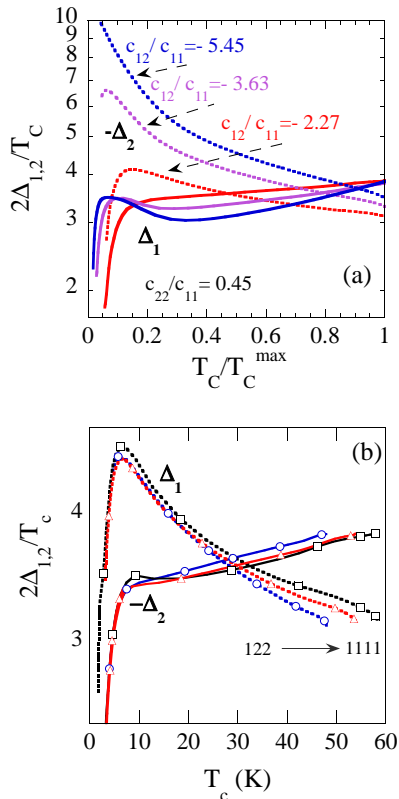 10
9
8
7
6
5
4
3
2
2Δ1,2/TC
c12/c11=- 5.45
c12/c11=- 3.63
-Δ2
c12/c11=- 2.27
Δ1
(a)
c22/c11= 0.45
0 0.2 0.4 0.6 0.8 1
TC/TC^max
(b)
Δ1
4
2Δ1,2/Tc
-Δ2
3
122 → 1111
0 10 20 30 40 50 60
Tc (K)